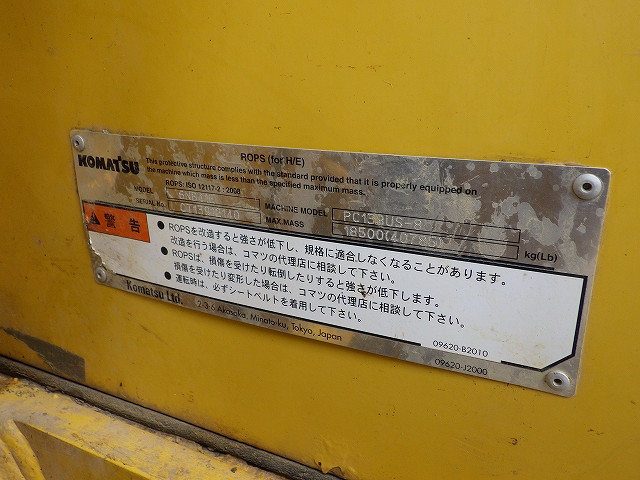 KOMATSU
ROPS (for H/E)
This protective structure complies with the standard provided that it is properly equipped on
the machine which mass is less than the specified maximum mass.
ROPS: ISO 12117-2 : 2008
MODEL
SERIAL No.
MACHINE MODEL PC138US-8
MAX.MASS 18500(40785) kg(Lb)
警告
● ROPSを改造すると強さが低下し、規格に適合しなくなることがあります。
改造を行う場合は、コマツの代理店に相談して下さい。
● ROPSは、損傷を受けたり転倒したりすると強さが低下します。
損傷を受けたり変形した場合は、コマツの代理店に相談して下さい。
● 運転時は、必ずシートベルトを着用して下さい。
09620-B2010
Komatsu Ltd.
2-3-6 Akasaka, Minato-ku, Tokyo, Japan
09620-J2000